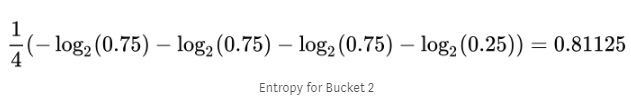 1/4(− log₂(0.75) − log₂(0.75) − log₂(0.75) − log₂(0.25)) = 0.81125
Entropy for Bucket 2